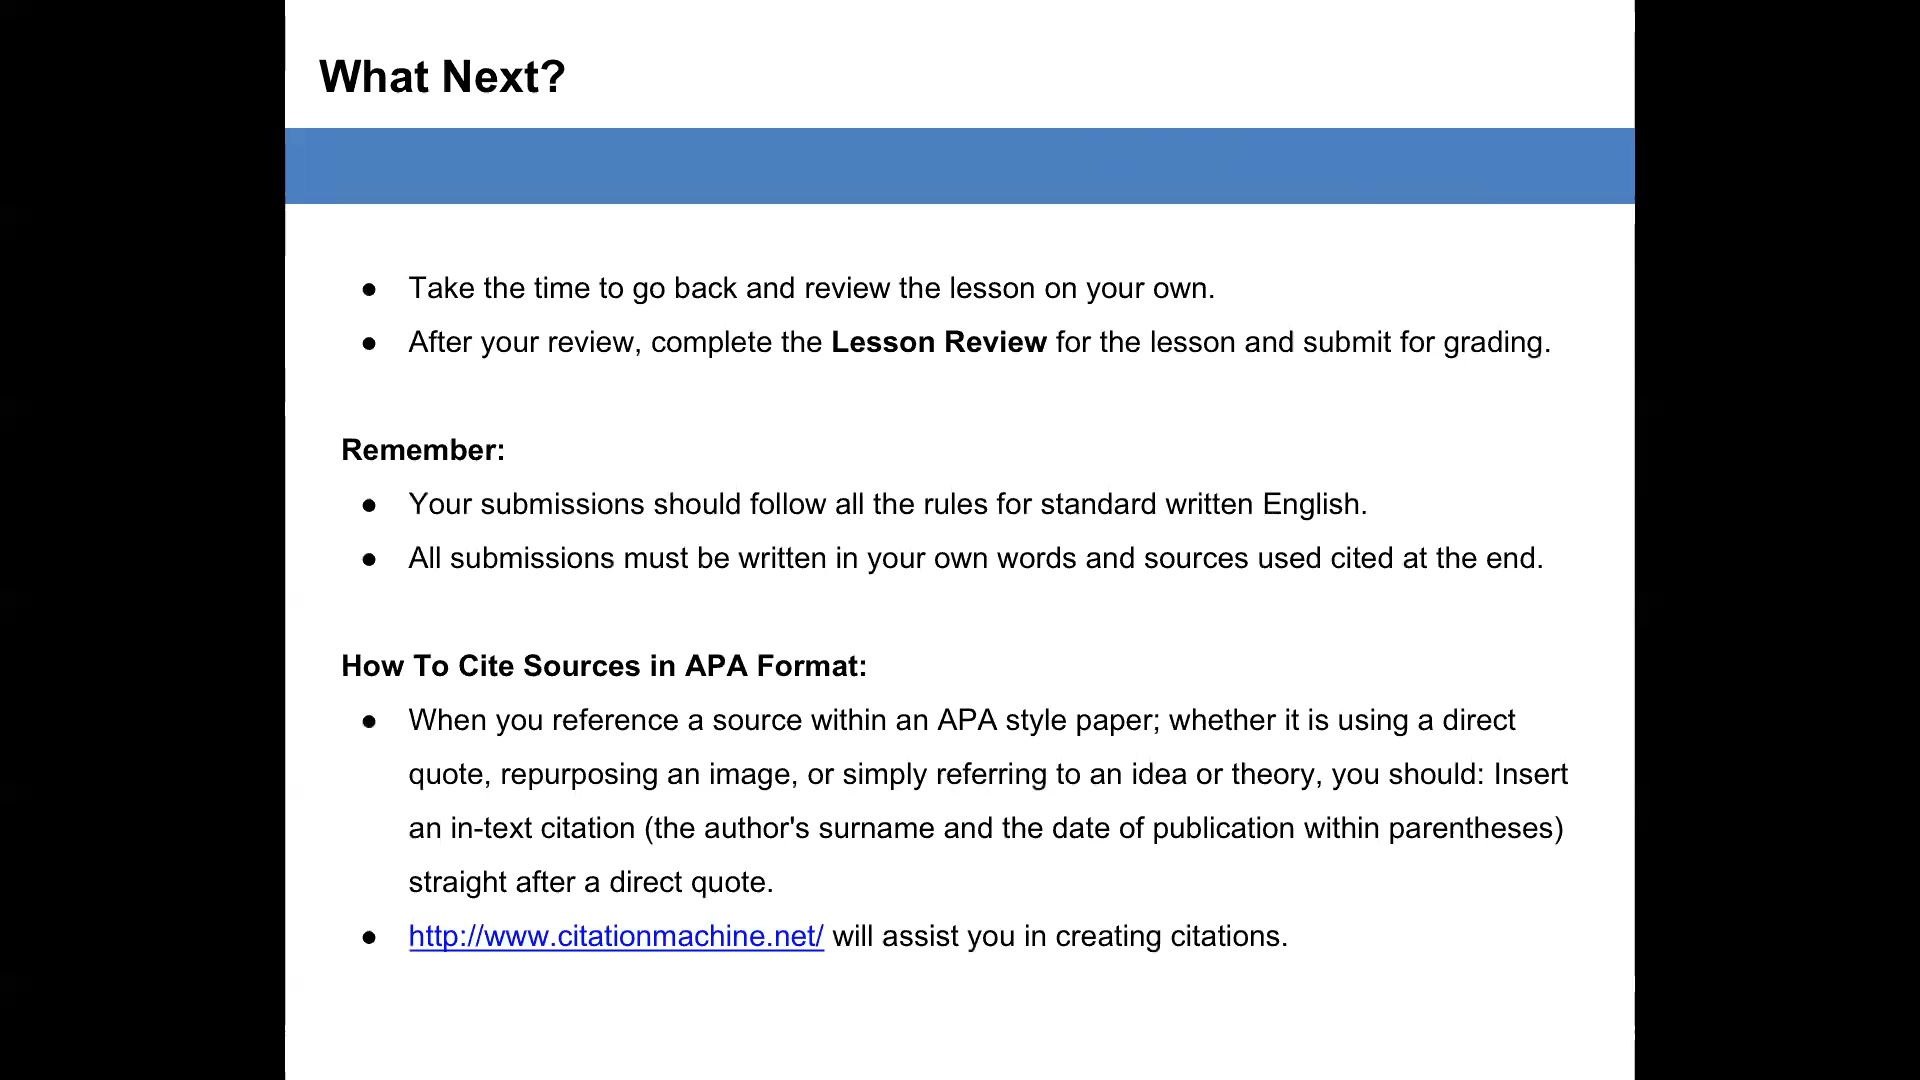 What Next?
● Take the time to go back and review the lesson on your own.
● After your review, complete the Lesson Review for the lesson and submit for grading.
Remember:
● Your submissions should follow all the rules for standard written English.
● All submissions must be written in your own words and sources used cited at the end.
How To Cite Sources in APA Format:
● When you reference a source within an APA style paper; whether it is using a direct
quote, repurposing an image, or simply referring to an idea or theory, you should: Insert
an in-text citation (the author's surname and the date of publication within parentheses)
straight after a direct quote.
● http://www.citationmachine.net/ will assist you in creating citations.